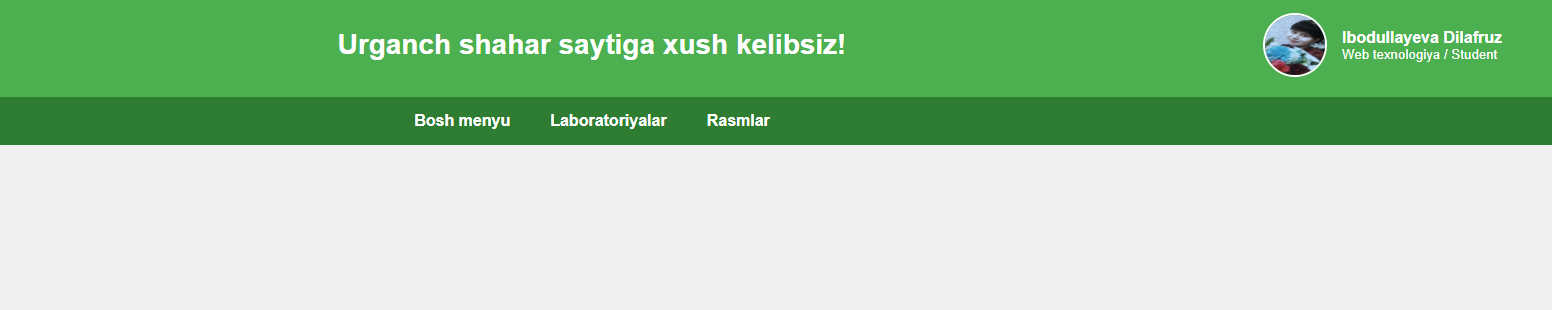 Urganch shahar saytiga xush kelibsiz!
Ibodullayeva Dilafruz
Web texnologiya / Student
Bosh menyu Laboratoriyalar Rasmlar